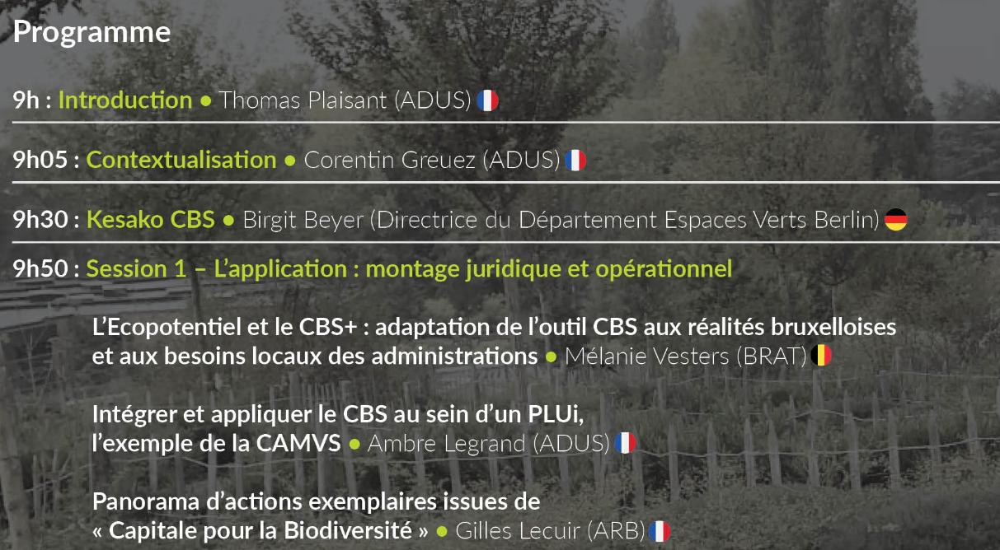 Programme
9h : Introduction • Thomas Plaisant (ADUS)
9h05 : Contextualisation • Corentin Greuez (ADUS)
9h30 : Kesako CBS • Birgit Beyer (Directrice du Département Espaces Verts Berlin)
9h50 : Session 1 – L'application : montage juridique et opérationnel
L'Ecopotentiel et le CBS+ : adaptation de l'outil CBS aux réalités bruxelloises
et aux besoins locaux des administrations • Mélanie Vesters (BRAT)
Intégrer et appliquer le CBS au sein d'un PLUi,
l'exemple de la CAMVS • Ambre Legrand (ADUS)
Panorama d'actions exemplaires issues de
« Capitale pour la Biodiversité » • Gilles Lecuir (ARB)